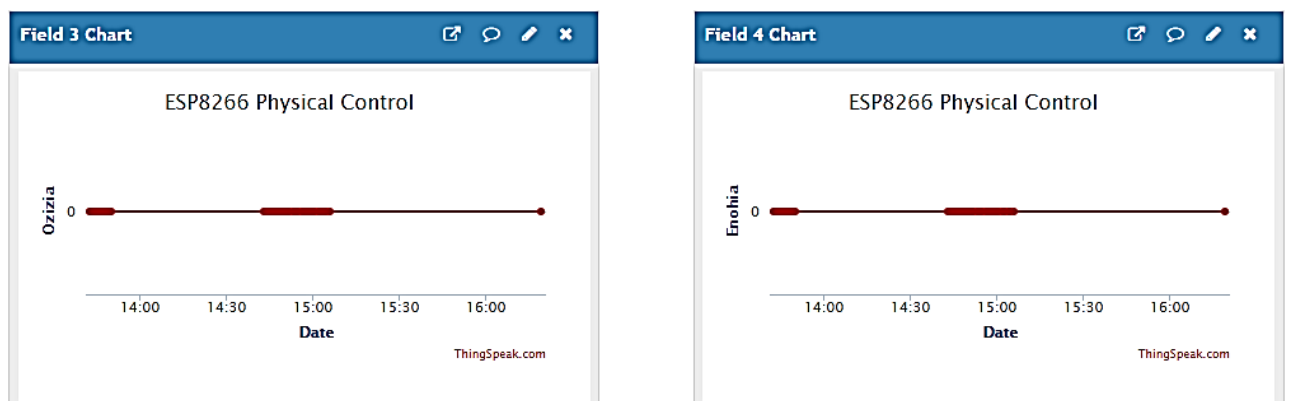 Field 3 Chart
ESP8266 Physical Control
Ozizia
0
14:00 14:30 15:00 15:30 16:00
Date
ThingSpeak.com
Field 4 Chart
ESP8266 Physical Control
Enohia
0
14:00 14:30 15:00 15:30 16:00
Date
ThingSpeak.com